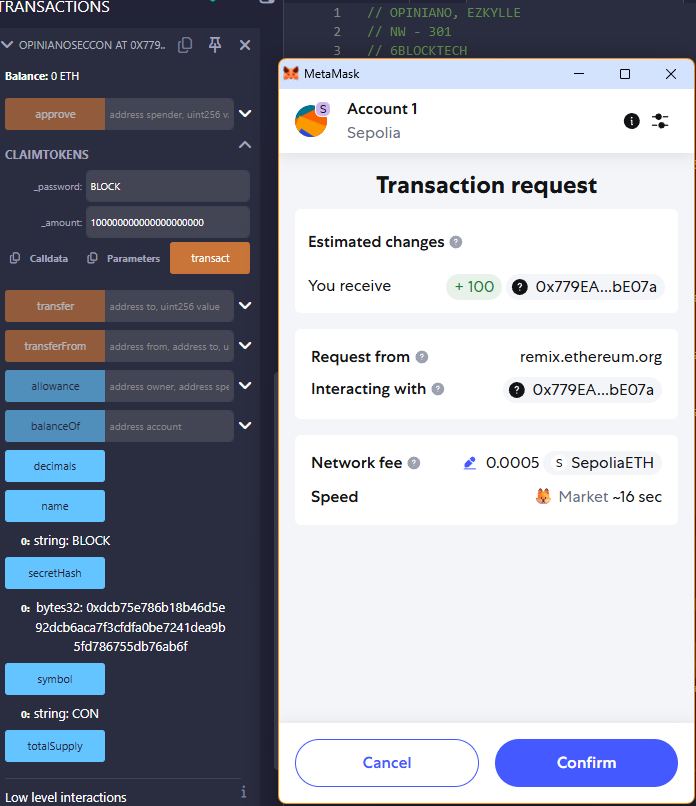 TRANSACTIONS
OPINIANOSECCON AT 0X779...
Balance: 0 ETH
approve address spender, uint256 va
CLAIMTOKENS
_password: BLOCK
_amount: 100000000000000000000
Calldata Parameters transact
transfer address to, uint256 value
transferFrom address from, address to, u
allowance address owner, address spe
balanceOf address account
decimals
name
0: string: BLOCK
secretHash
0: bytes32: 0xdcb75e786b18b46d5e
92dcb6aca7f3cfdfa0be7241dea9b
5fd786755db76ab6f
symbol
0: string: CON
totalSupply
Low level interactions
i
1 // OPINIANO, EZKYLLE
2 // NW - 301
3 // 6BLOCKTECH
MetaMask
S
Account 1
Sepolia
Transaction request
Estimated changes ?
You receive + 100 ? 0x779EA...bE07a
Request from ? remix.ethereum.org
Interacting with ? ? 0x779EA...bE07a
Network fee ? 0.0005 S SepoliaETH
Speed Market ~16 sec
Cancel Confirm